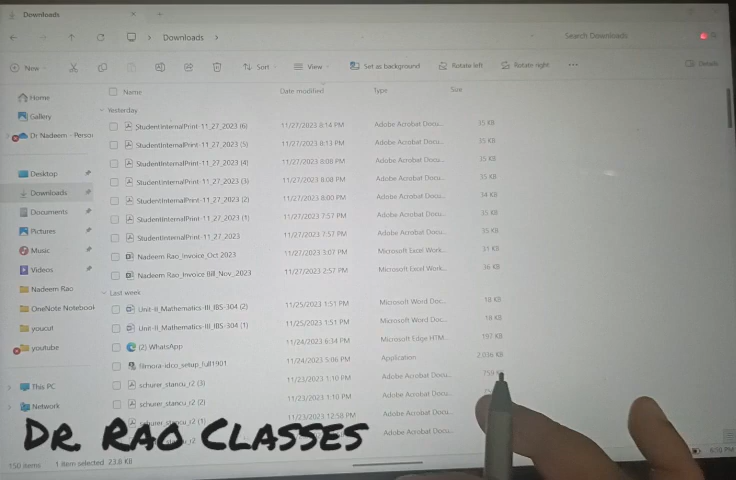 Downloads
Downloads
Search Downloads
New Sort View Set as background Rotate left Rotate right ... Details
Name Date modified Type Size
Home
Gallery
Dr Nadeem - Person
Desktop
Downloads
Documents
Pictures
Music
Videos
Nadeem Rao
OneNote Notebook
youcut
youtube
This PC
Network
Yesterday
StudentInternalPrint-11_27_2023 (6) 11/27/2023 8:14 PM Adobe Acrobat Docu... 35 KB
StudentInternalPrint-11_27_2023 (5) 11/27/2023 8:13 PM Adobe Acrobat Docu... 35 KB
StudentInternalPrint-11_27_2023 (4) 11/27/2023 8:08 PM Adobe Acrobat Docu... 35 KB
StudentInternalPrint-11_27_2023 (3) 11/27/2023 8:08 PM Adobe Acrobat Docu... 35 KB
StudentInternalPrint-11_27_2023 (2) 11/27/2023 8:00 PM Adobe Acrobat Docu... 34 KB
StudentInternalPrint-11_27_2023 (1) 11/27/2023 7:57 PM Adobe Acrobat Docu... 35 KB
StudentInternalPrint-11_27_2023 11/27/2023 7:57 PM Adobe Acrobat Docu... 35 KB
Nadeem Rao_Invoice_Oct 2023 11/27/2023 3:07 PM Microsoft Excel Work... 31 KB
Nadeem Rao_Invoice Bill_Nov_2023 11/27/2023 2:57 PM Microsoft Excel Work... 36 KB
Last week
Unit-II_Mathematics-III_IBS-304 (2) 11/25/2023 1:51 PM Microsoft Word Doc... 18 KB
Unit-II_Mathematics-III_IBS-304 (1) 11/25/2023 1:51 PM Microsoft Word Doc... 18 KB
(2) WhatsApp 11/24/2023 6:34 PM Microsoft Edge HTM... 197 KB
filmora-idco_setup_full1901 11/24/2023 5:06 PM Application 2,036 KB
schurer_stancu_r2 (3) 11/23/2023 1:10 PM Adobe Acrobat Docu... 759
schurer_stancu_r2 (2) 11/23/2023 1:10 PM Adobe Acrobat Docu...
schurer_stancu_r2 (1) 11/23/2023 12:58 PM Adobe Acrobat Docu...
Adobe Acrobat Docu...
Dr. Rao Classes
150 items 1 item selected 23.8 KB
8:50 PM